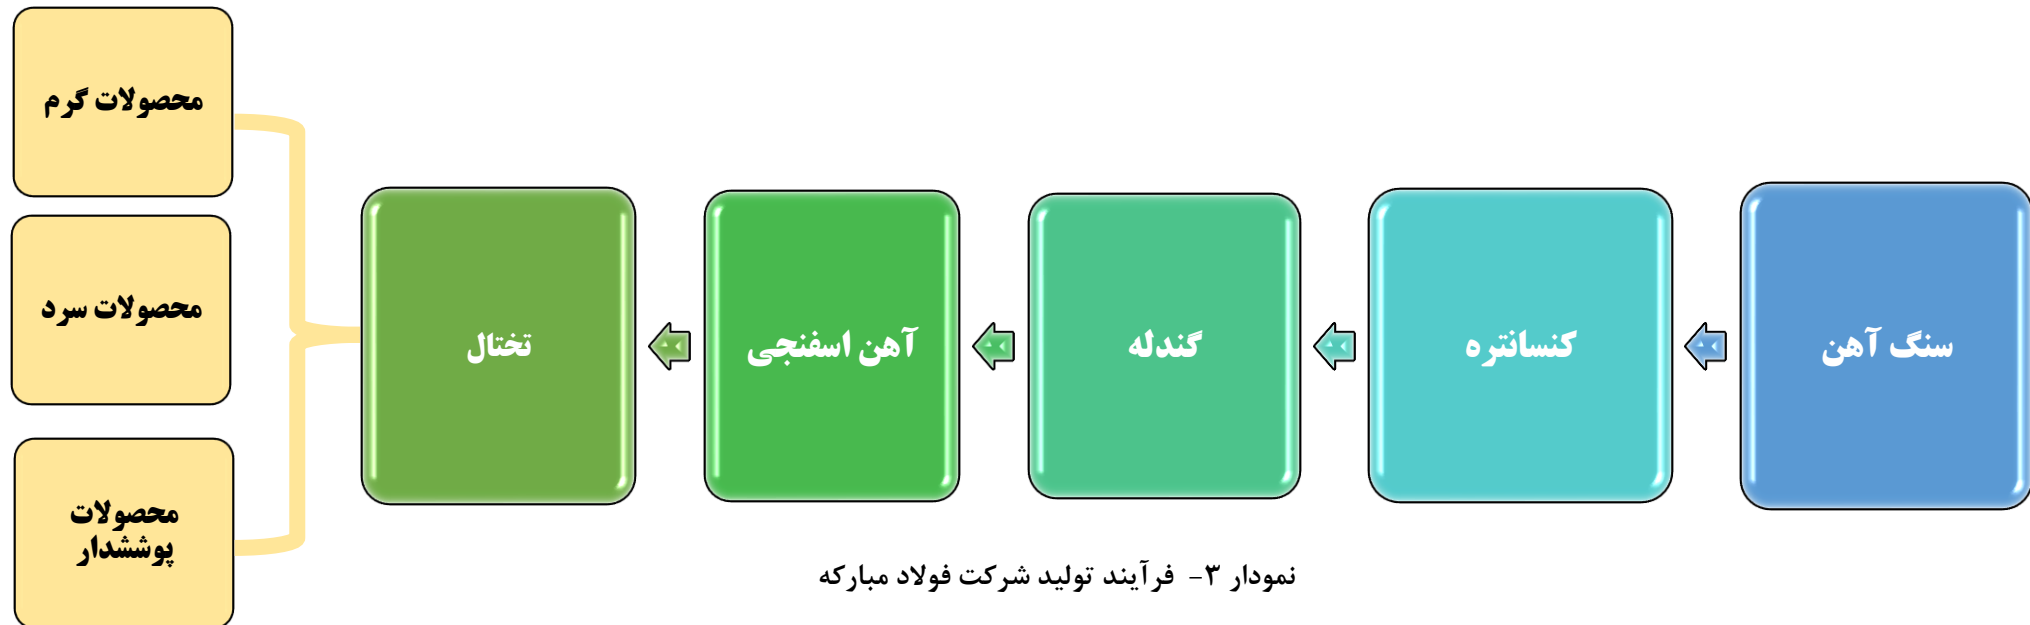 سنگ آهن
کنسانتره
گندله
آهن اسفنجی
تختال
محصولات گرم
محصولات سرد
محصولات
پوششدار
نمودار ۳- فرآیند تولید شرکت فولاد مبارکه